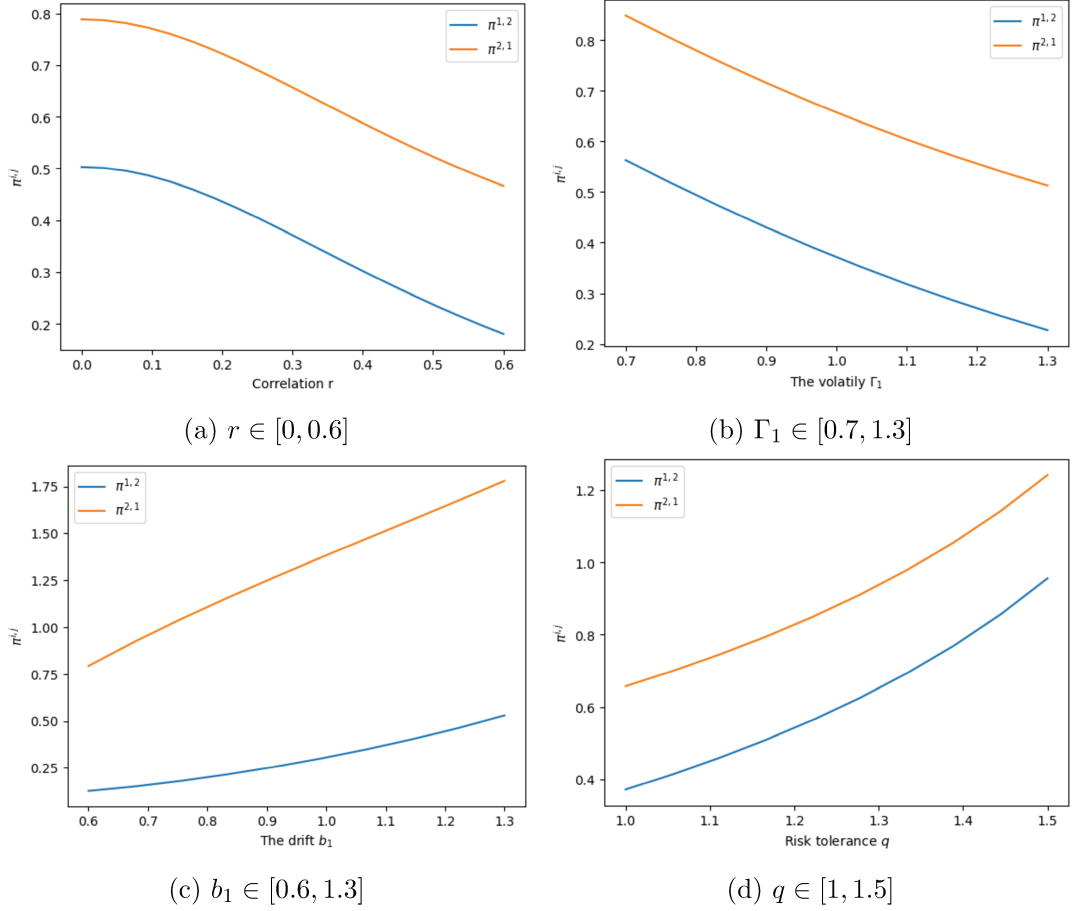 0.8
0.7
0.6
0.5
0.4
0.3
0.2
π^{i,j}
π^{1,2}
π^{2,1}
0.0 0.1 0.2 0.3 0.4 0.5 0.6
Correlation r
(a) r ∈ [0, 0.6]
0.8
0.7
0.6
0.5
0.4
0.3
0.2
π^{i,j}
π^{1,2}
π^{2,1}
0.7 0.8 0.9 1.0 1.1 1.2 1.3
The volatily Γ₁
(b) Γ₁ ∈ [0.7, 1.3]
1.75
1.50
1.25
1.00
0.75
0.50
0.25
π^{i,j}
π^{1,2}
π^{2,1}
0.6 0.7 0.8 0.9 1.0 1.1 1.2 1.3
The drift b₁
(c) b₁ ∈ [0.6, 1.3]
1.2
1.0
0.8
0.6
0.4
π^{i,j}
π^{1,2}
π^{2,1}
1.0 1.1 1.2 1.3 1.4 1.5
Risk tolerance q
(d) q ∈ [1, 1.5]